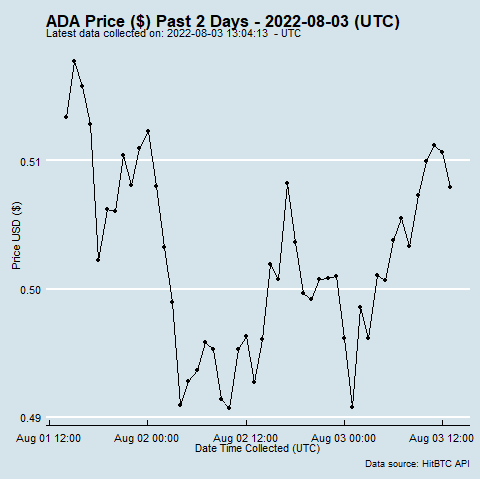 ADA Price ($) Past 2 Days - 2022-08-03 (UTC)
Latest data collected on: 2022-08-03 13:04:13 - UTC
0.51
0.50
0.49
Price USD ($)
Aug 01 12:00 Aug 02 00:00 Aug 02 12:00 Aug 03 00:00 Aug 03 12:00
Date Time Collected (UTC)
Data source: HitBTC API